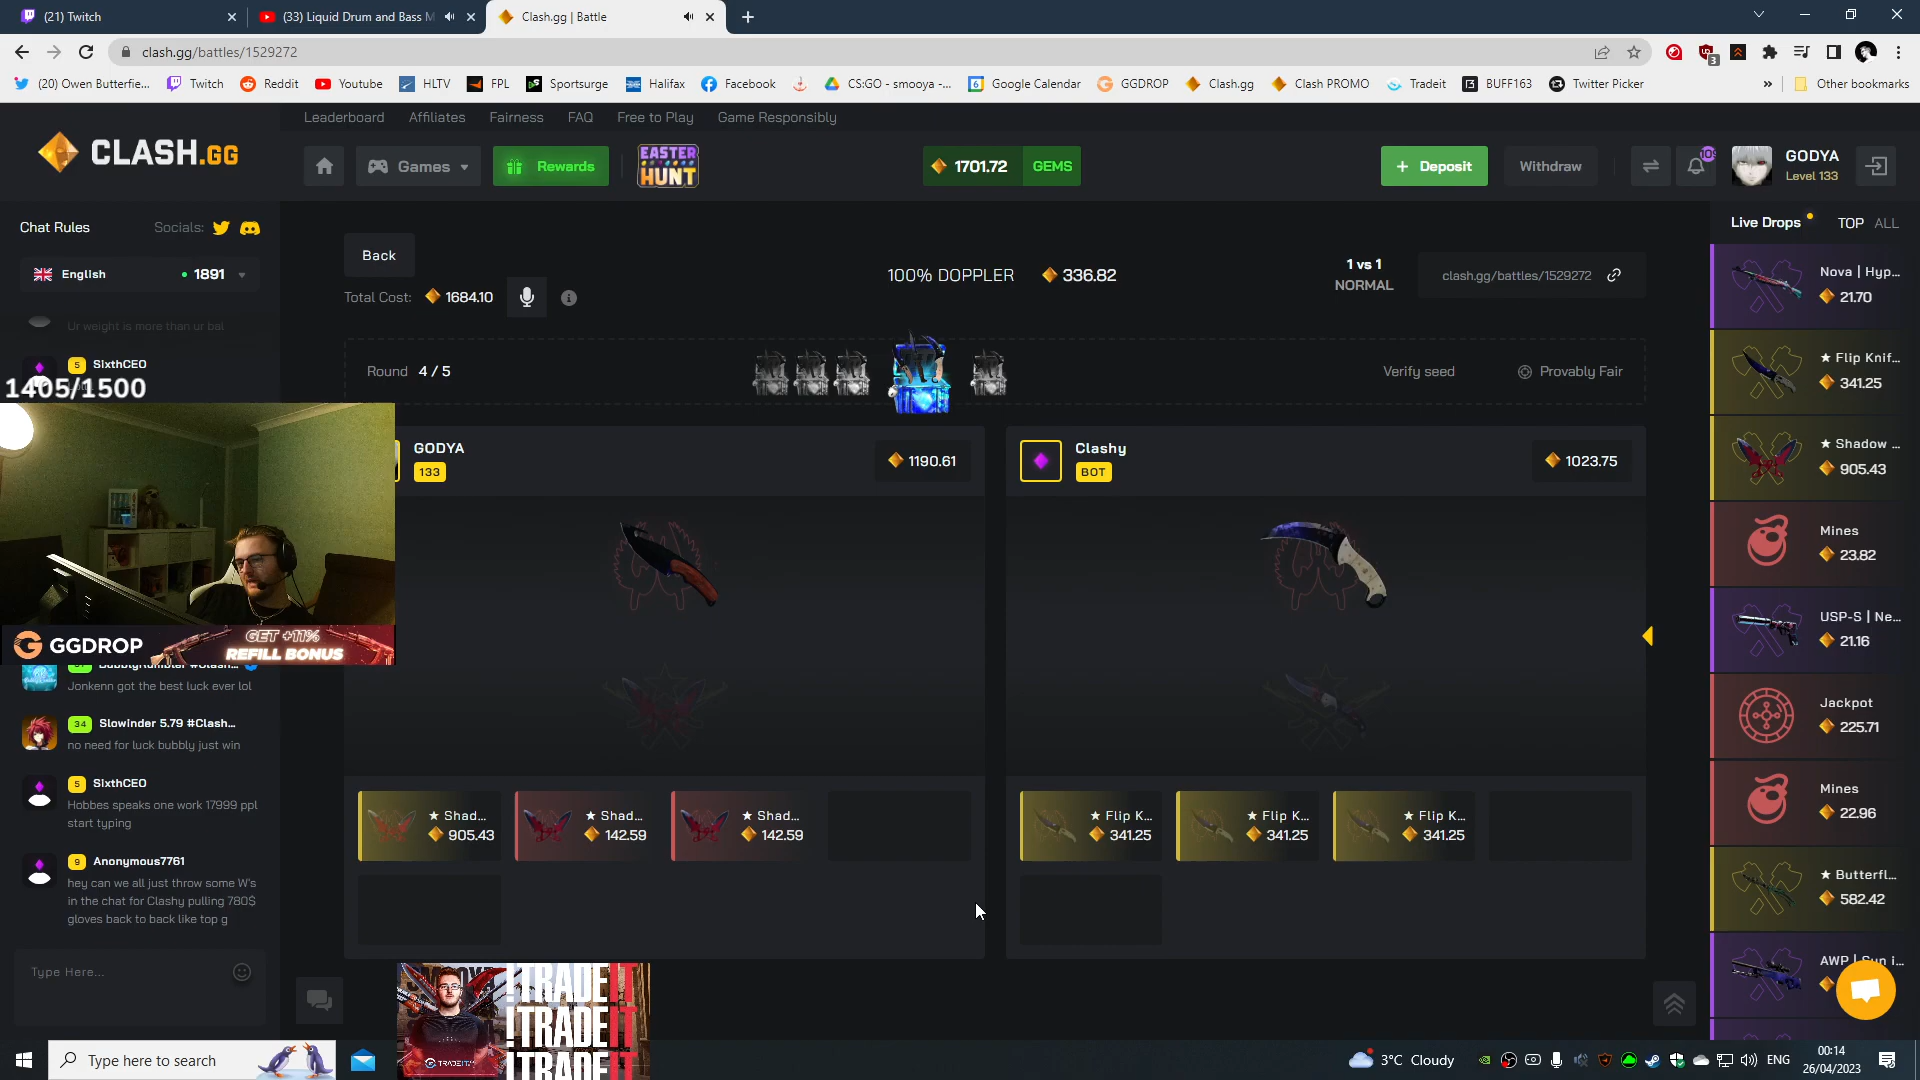 (21) Twitch
(33) Liquid Drum and Bass M
Clash.gg | Battle
clash.gg/battles/1529272
(20) Owen Butterfie...
Twitch
Reddit
Youtube
HLTV
FPL
Sportsurge
Halifax
Facebook
CS:GO - smooya -...
Google Calendar
GGDROP
Clash.gg
Clash PROMO
Tradeit
BUFF163
Twitter Picker
»
Other bookmarks
Leaderboard
Affiliates
Fairness
FAQ
Free to Play
Game Responsibly
CLASH.GG
Games
Rewards
EASTER
HUNT
1701.72
GEMS
+ Deposit
Withdraw
GODYA
Level 133
Chat Rules
Socials:
English
1891
Ur weight is more than ur bal
5 SlxthCEO
1405/1500
GGDROP
GET +11%
REFILL BONUS
Jonkenn got the best luck ever lol
34 Slowinder 5.79 #Clash...
no need for luck bubbly just win
5 SlxthCEO
Hobbes speaks one work 17999 ppl
start typing
9 Anonymous7761
hey can we all just throw some W's
in the chat for Clashy pulling 780$
gloves back to back like top g
Type Here...
Back
Total Cost: 1684.10
100% DOPPLER 336.82
1 vs 1
NORMAL
clash.gg/battles/1529272
Round 4 / 5
Verify seed
Provably Fair
GODYA
133
1190.61
Clashy
BOT
1023.75
★ Shad...
905.43
★ Shad...
142.59
★ Shad...
142.59
★ Flip K...
341.25
★ Flip K...
341.25
★ Flip K...
341.25
Live Drops
TOP
ALL
Nova | Hyp...
21.70
★ Flip Knif...
341.25
★ Shadow ...
905.43
Mines
23.82
USP-S | Ne...
21.16
Jackpot
225.71
Mines
22.96
★ Butterfl...
582.42
!TRADEIT
!TRADEIT
!TRADEIT
Type here to search
3°C Cloudy
ENG
00:14
26/04/2023